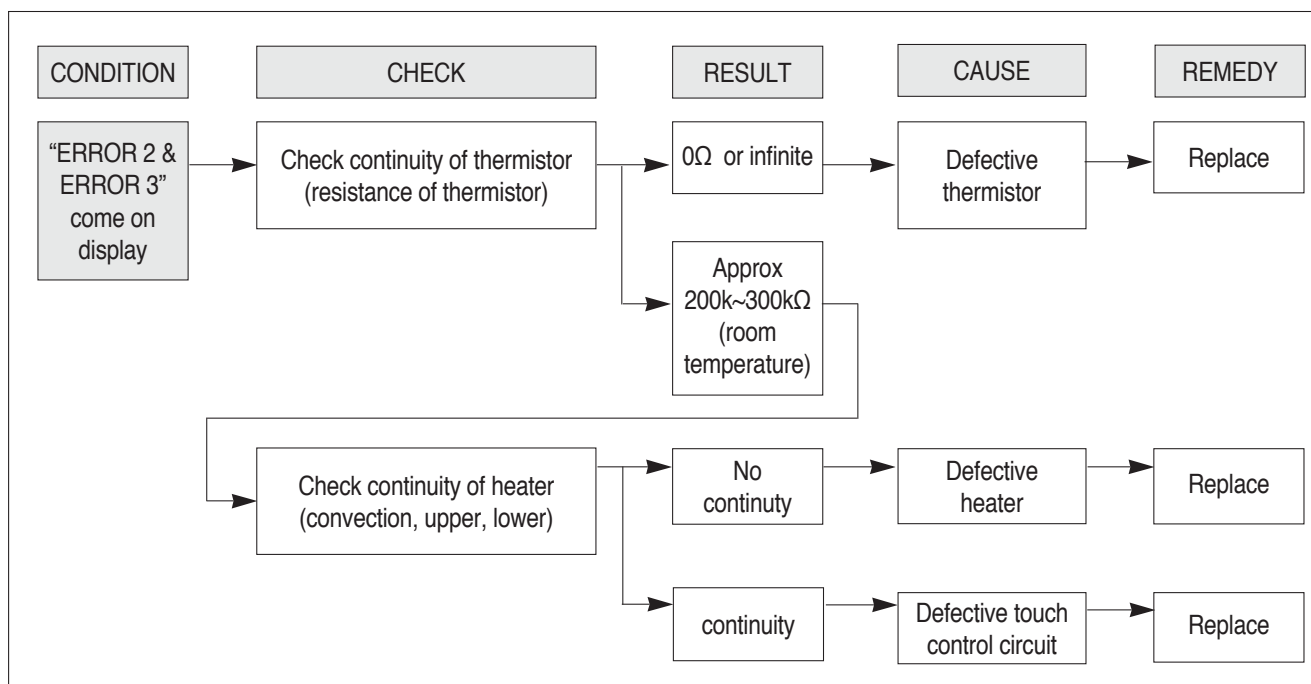 CONDITION
CHECK
RESULT
CAUSE
REMEDY
“ERROR 2 &
ERROR 3”
come on
display
Check continuity of thermistor
(resistance of thermistor)
0Ω or infinite
Defective
thermistor
Replace
Approx
200k~300kΩ
(room
temperature)
Check continuity of heater
(convection, upper, lower)
No
continuty
Defective
heater
Replace
continuity
Defective touch
control circuit
Replace